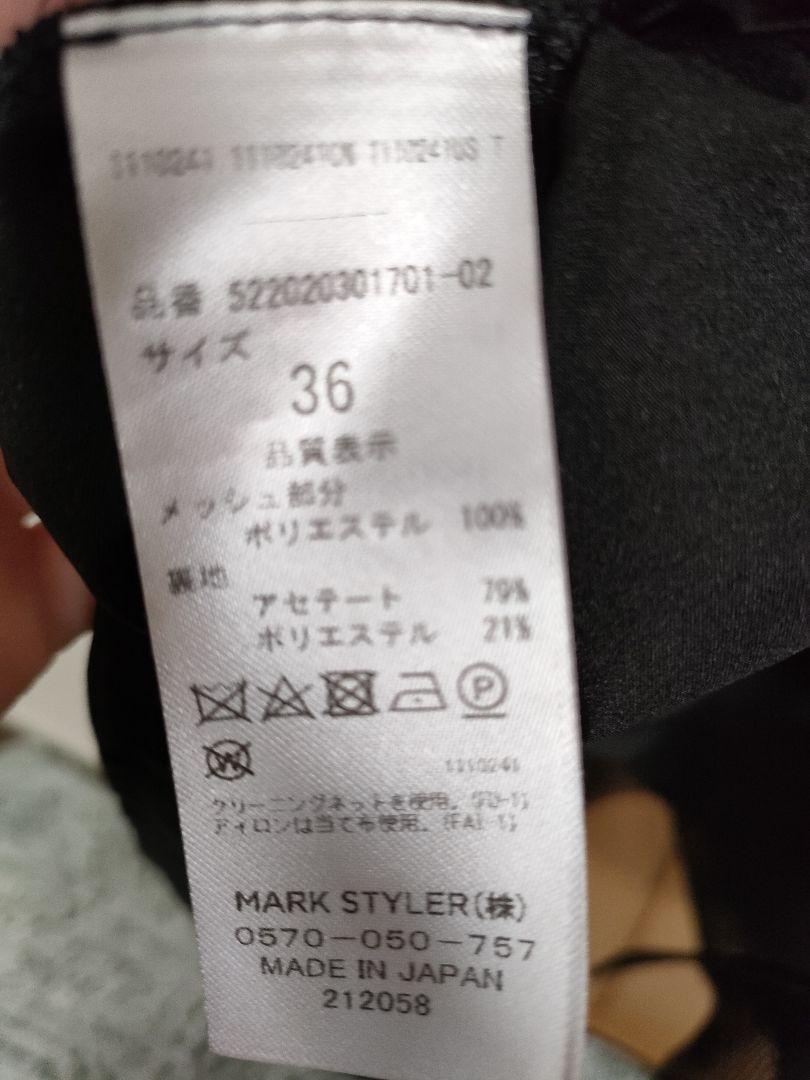 品番 522020301701-02
サイズ
36
品質表示
メッシュ部分
ポリエステル 100%
裏地
アセテート 79%
ポリエステル 21%
P
W
1110241
クリーニングネットを使用。
アイロンは当て布使用。
MARK STYLER(株)
0570-050-757
MADE IN JAPAN
212058